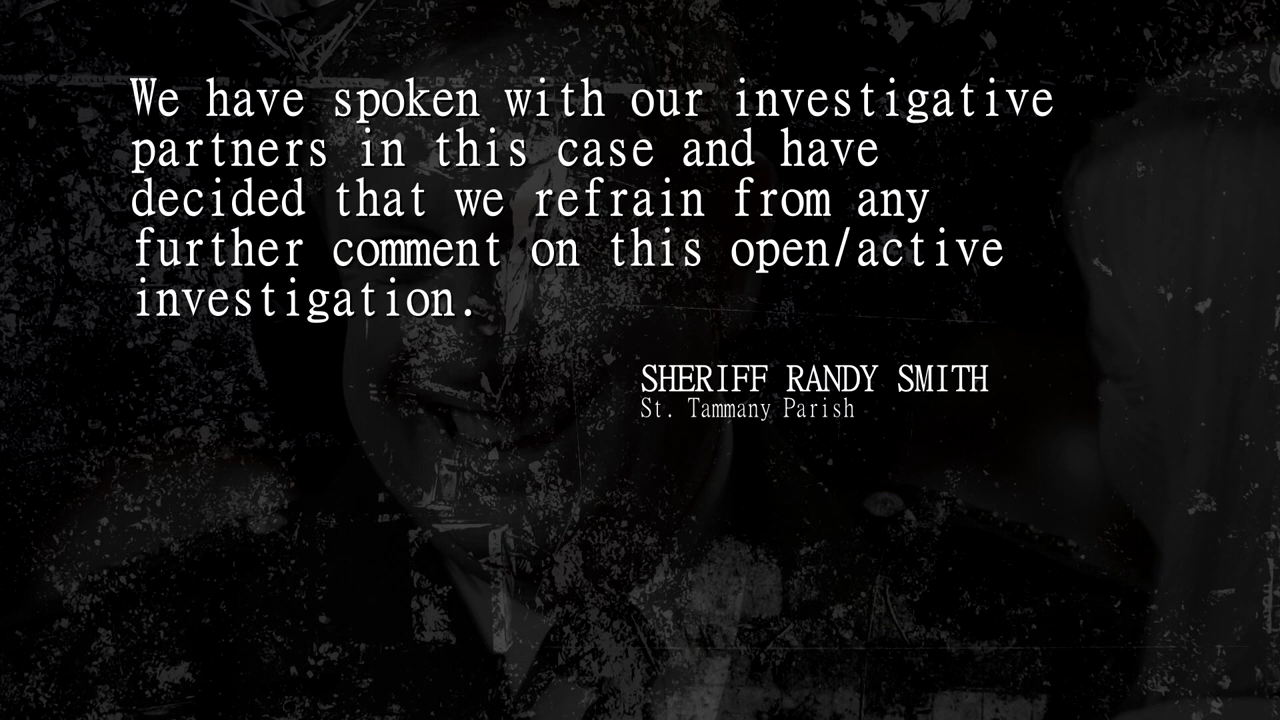 We have spoken with our investigative
partners in this case and have
decided that we refrain from any
further comment on this open/active
investigation.
SHERIFF RANDY SMITH
St. Tammany Parish